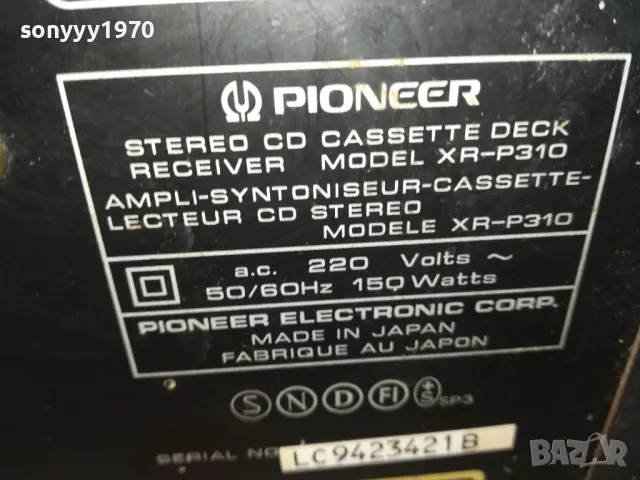 sonyyy1970
PIONEER
STEREO CD CASSETTE DECK
RECEIVER MODEL XR-P310
AMPLI-SYNTONISEUR-CASSETTE-
LECTEUR CD STEREO
MODELE XR-P310
a.c. 220 Volts ~
50/60Hz 150 Watts
PIONEER ELECTRONIC CORP.
MADE IN JAPAN
FABRIQUE AU JAPON
S N D FI +S SP3
SERIAL NO. LC9423421B
BAZAR